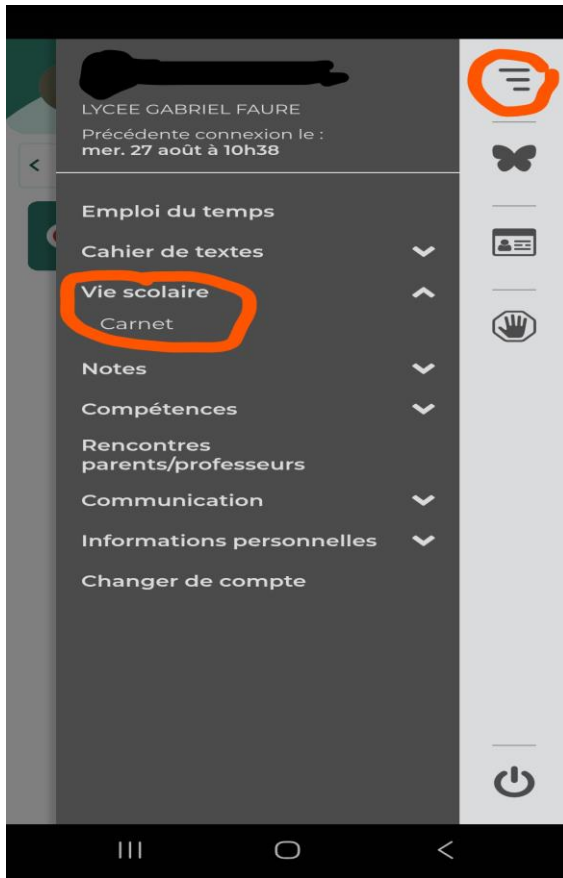 LYCEE GABRIEL FAURE
Précédente connexion le :
mer. 27 août à 10h38
Emploi du temps
Cahier de textes
Vie scolaire
Carnet
Notes
Compétences
Rencontres
parents/professeurs
Communication
Informations personnelles
Changer de compte